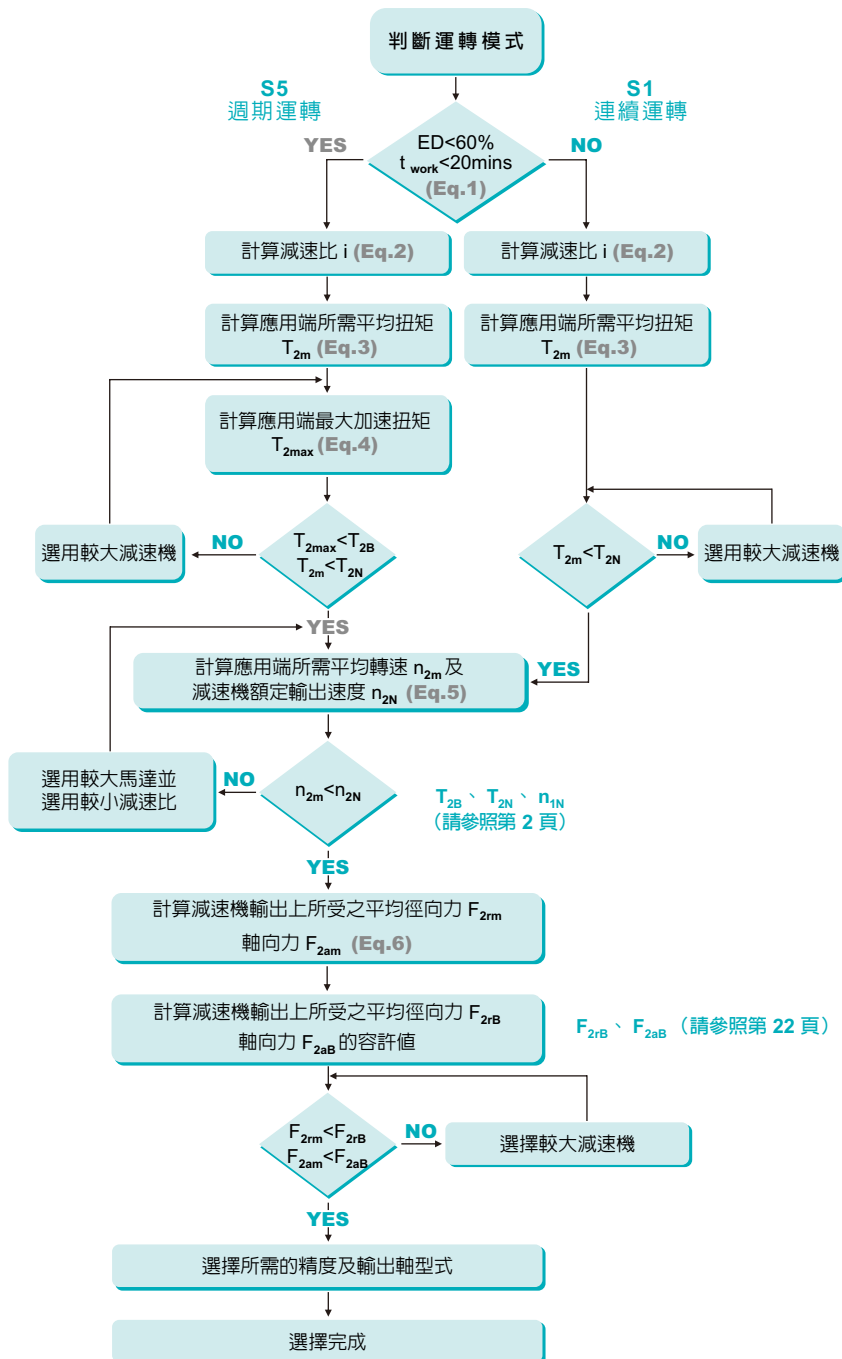 判斷運轉模式
S5
週期運轉
S1
連續運轉
YES
ED<60%
t work<20mins
(Eq.1)
NO
計算減速比 i (Eq.2)
計算減速比 i (Eq.2)
計算應用端所需平均扭矩
T2m (Eq.3)
計算應用端所需平均扭矩
T2m (Eq.3)
計算應用端最大加速扭矩
T2max (Eq.4)
選用較大減速機
NO
T2max<T2B
T2m<T2N
T2m<T2N
NO
選用較大減速機
YES
計算應用端所需平均轉速 n2m 及
減速機額定輸出速度 n2N (Eq.5)
YES
選用較大馬達並
選用較小減速比
NO
n2m<n2N
T2B、T2N、n1N
（請參照第 2 頁）
YES
計算減速機輸出上所受之平均徑向力 F2rm
軸向力 F2am (Eq.6)
計算減速機輸出上所受之平均徑向力 F2rB
軸向力 F2aB 的容許值
F2rB、F2aB（請參照第 22 頁）
F2rm<F2rB
F2am<F2aB
NO
選擇較大減速機
YES
選擇所需的精度及輸出軸型式
選擇完成